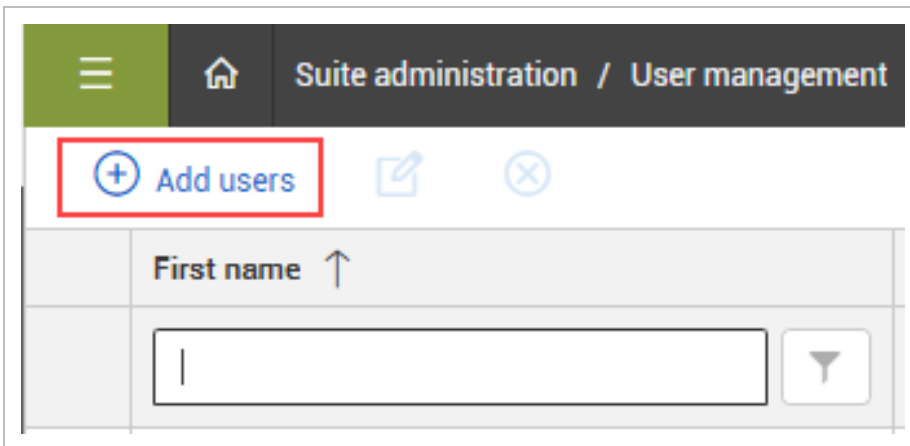 Suite administration / User management
Add users
First name ↑